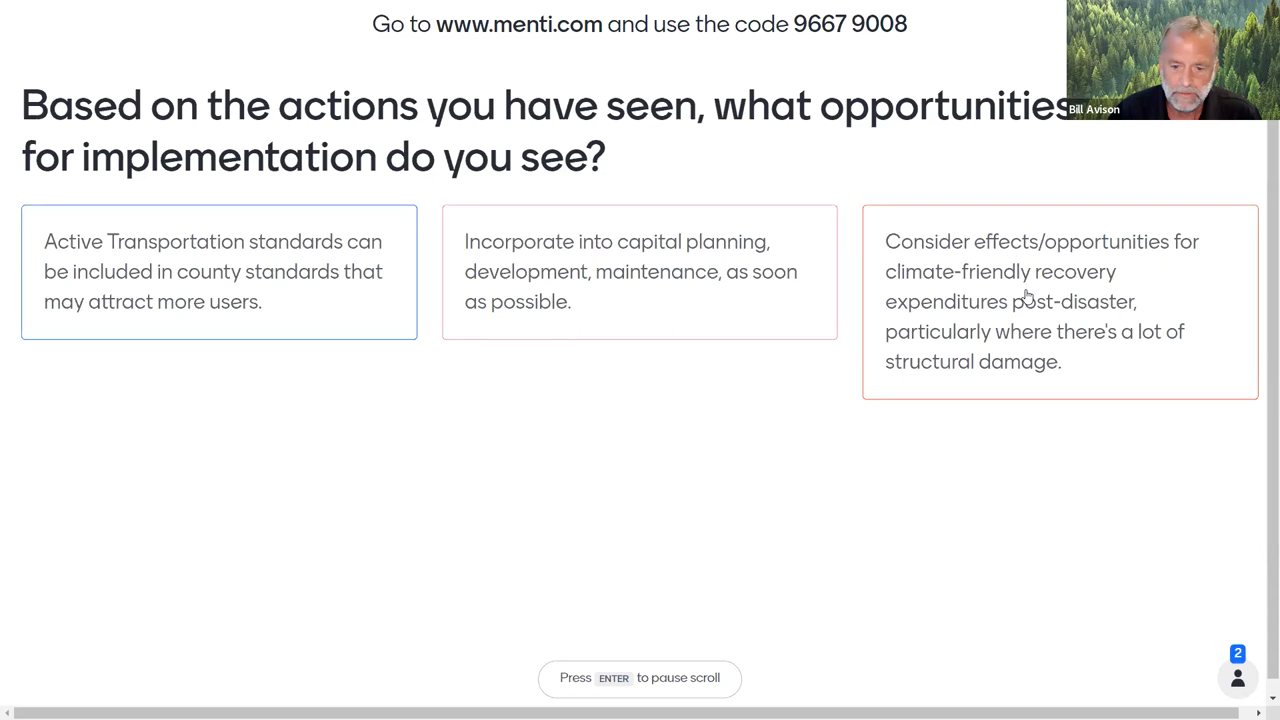 Go to www.menti.com and use the code 9667 9008
Bill Avison
Based on the actions you have seen, what opportunities
for implementation do you see?
Active Transportation standards can
be included in county standards that
may attract more users.
Incorporate into capital planning,
development, maintenance, as soon
as possible.
Consider effects/opportunities for
climate-friendly recovery
expenditures post-disaster,
particularly where there's a lot of
structural damage.
Press ENTER to pause scroll
2